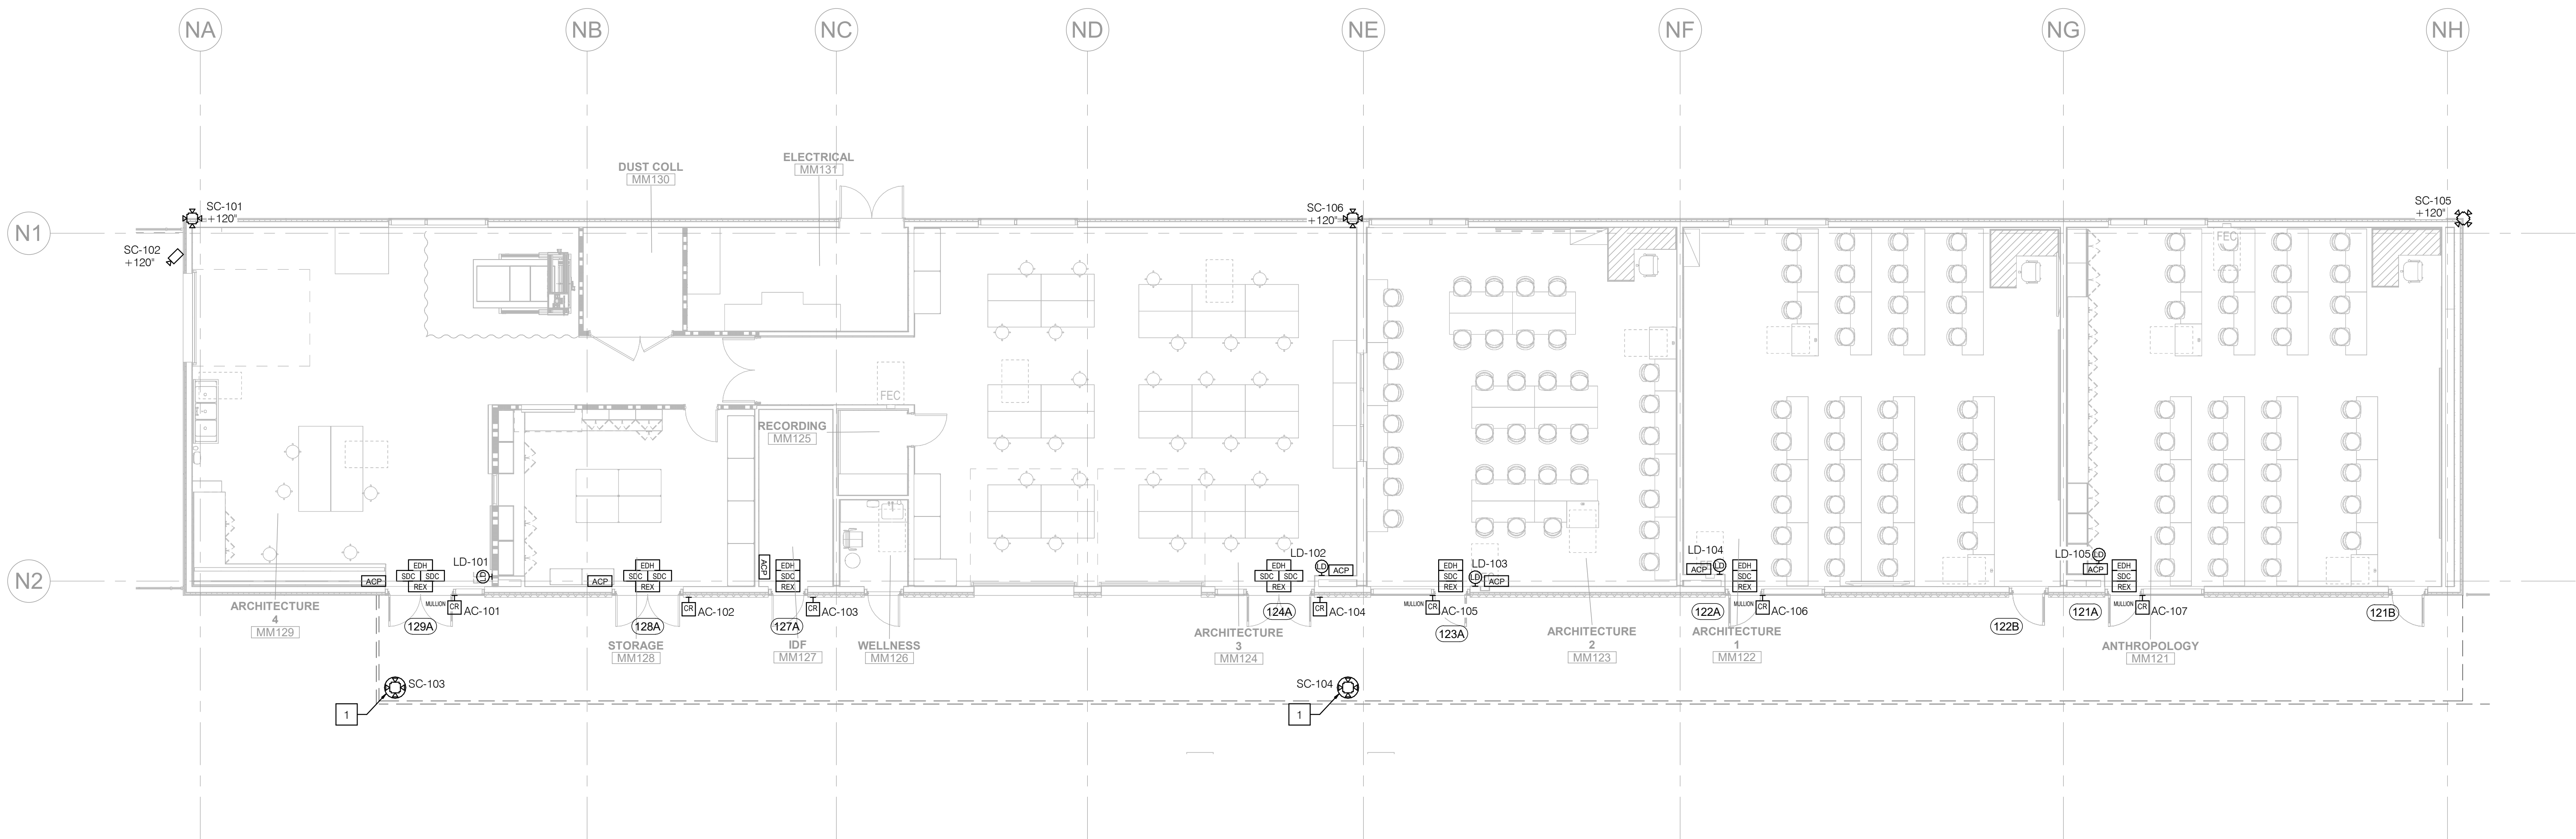 NA
NB
NC
ND
NE
NF
NG
NH
N1
N2
ELECTRICAL
MM131
DUST COLL
MM130
SC-101
+120"
SC-102
+120"
SC-106
+120"
SC-105
+120"
FEC
FEC
RECORDING
MM125
LD-101
LD
ACP
EDH
SDC SDC
REX
MULLION
CR
AC-101
129A
ARCHITECTURE
4
MM129
ACP
EDH
SDC SDC
REX
CR
AC-102
128A
STORAGE
MM128
ACP
EDH
SDC
REX
CR
AC-103
127A
IDF
MM127
WELLNESS
MM126
LD-102
LD
ACP
EDH
SDC SDC
REX
CR
AC-104
124A
ARCHITECTURE
3
MM124
EDH
SDC
REX
LD-103
LD
ACP
MULLION
CR
AC-105
123A
ARCHITECTURE
2
MM123
LD-104
ACP
LD
EDH
SDC
REX
122A
MULLION
CR
AC-106
ARCHITECTURE
1
MM122
122B
LD-105
LD
ACP
EDH
SDC
REX
121A
MULLION
CR
AC-107
ANTHROPOLOGY
MM121
121B
SC-103
1
SC-104
1